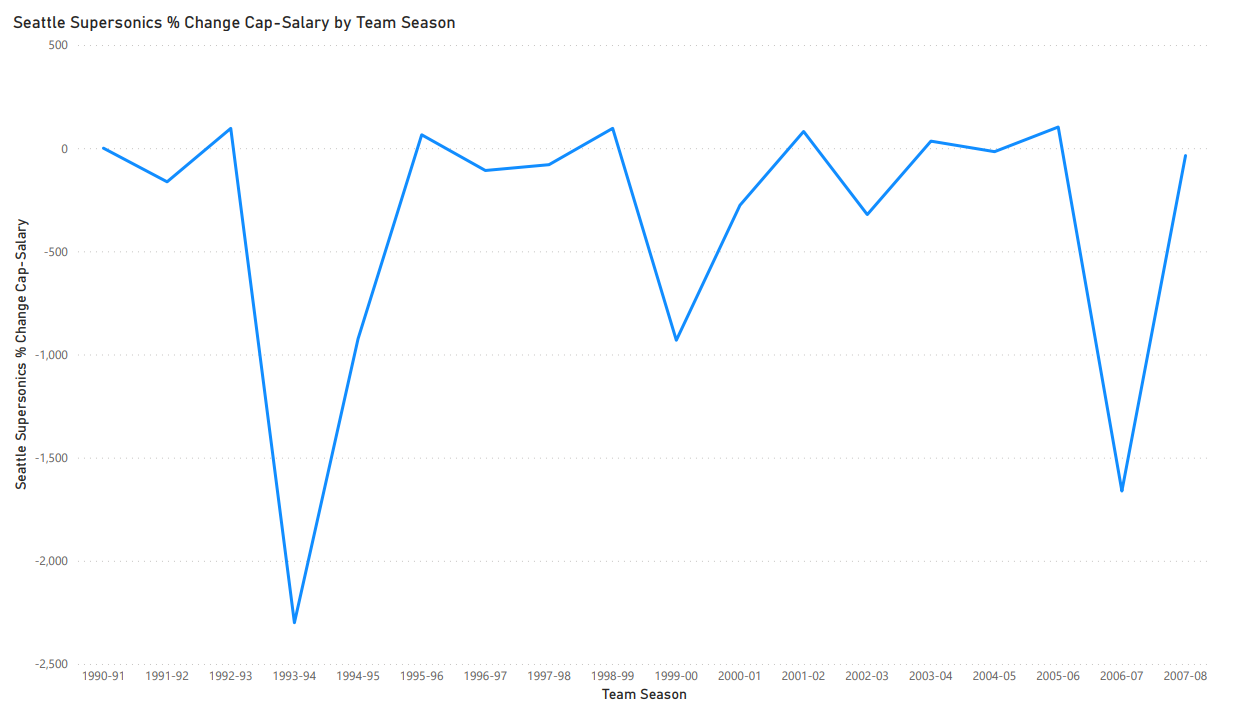 Seattle Supersonics % Change Cap-Salary by Team Season
Seattle Supersonics % Change Cap-Salary
500
0
-500
-1,000
-1,500
-2,000
-2,500
1990-91 1991-92 1992-93 1993-94 1994-95 1995-96 1996-97 1997-98 1998-99 1999-00 2000-01 2001-02 2002-03 2003-04 2004-05 2005-06 2006-07 2007-08
Team Season